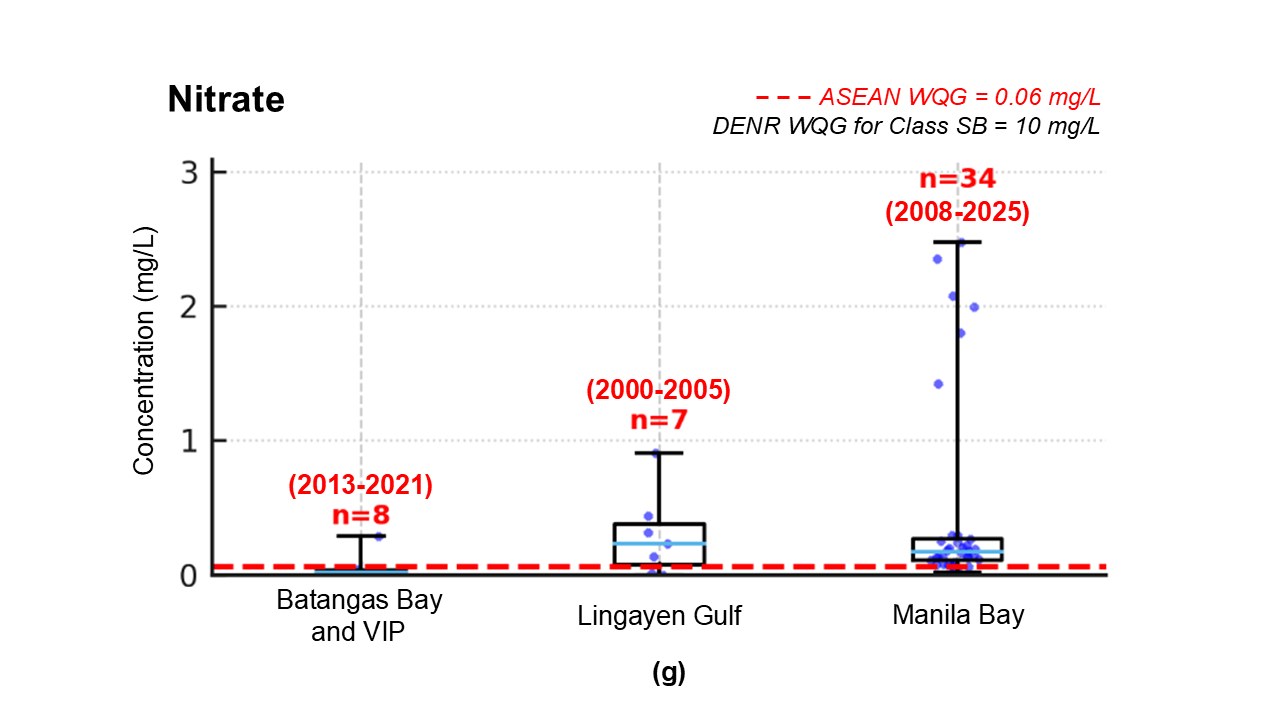 Nitrate
ASEAN WQG = 0.06 mg/L
DENR WQG for Class SB = 10 mg/L
Concentration (mg/L)
3
2
1
0
(2013-2021)
n=8
(2000-2005)
n=7
n=34
(2008-2025)
Batangas Bay
and VIP
Lingayen Gulf
Manila Bay
(g)